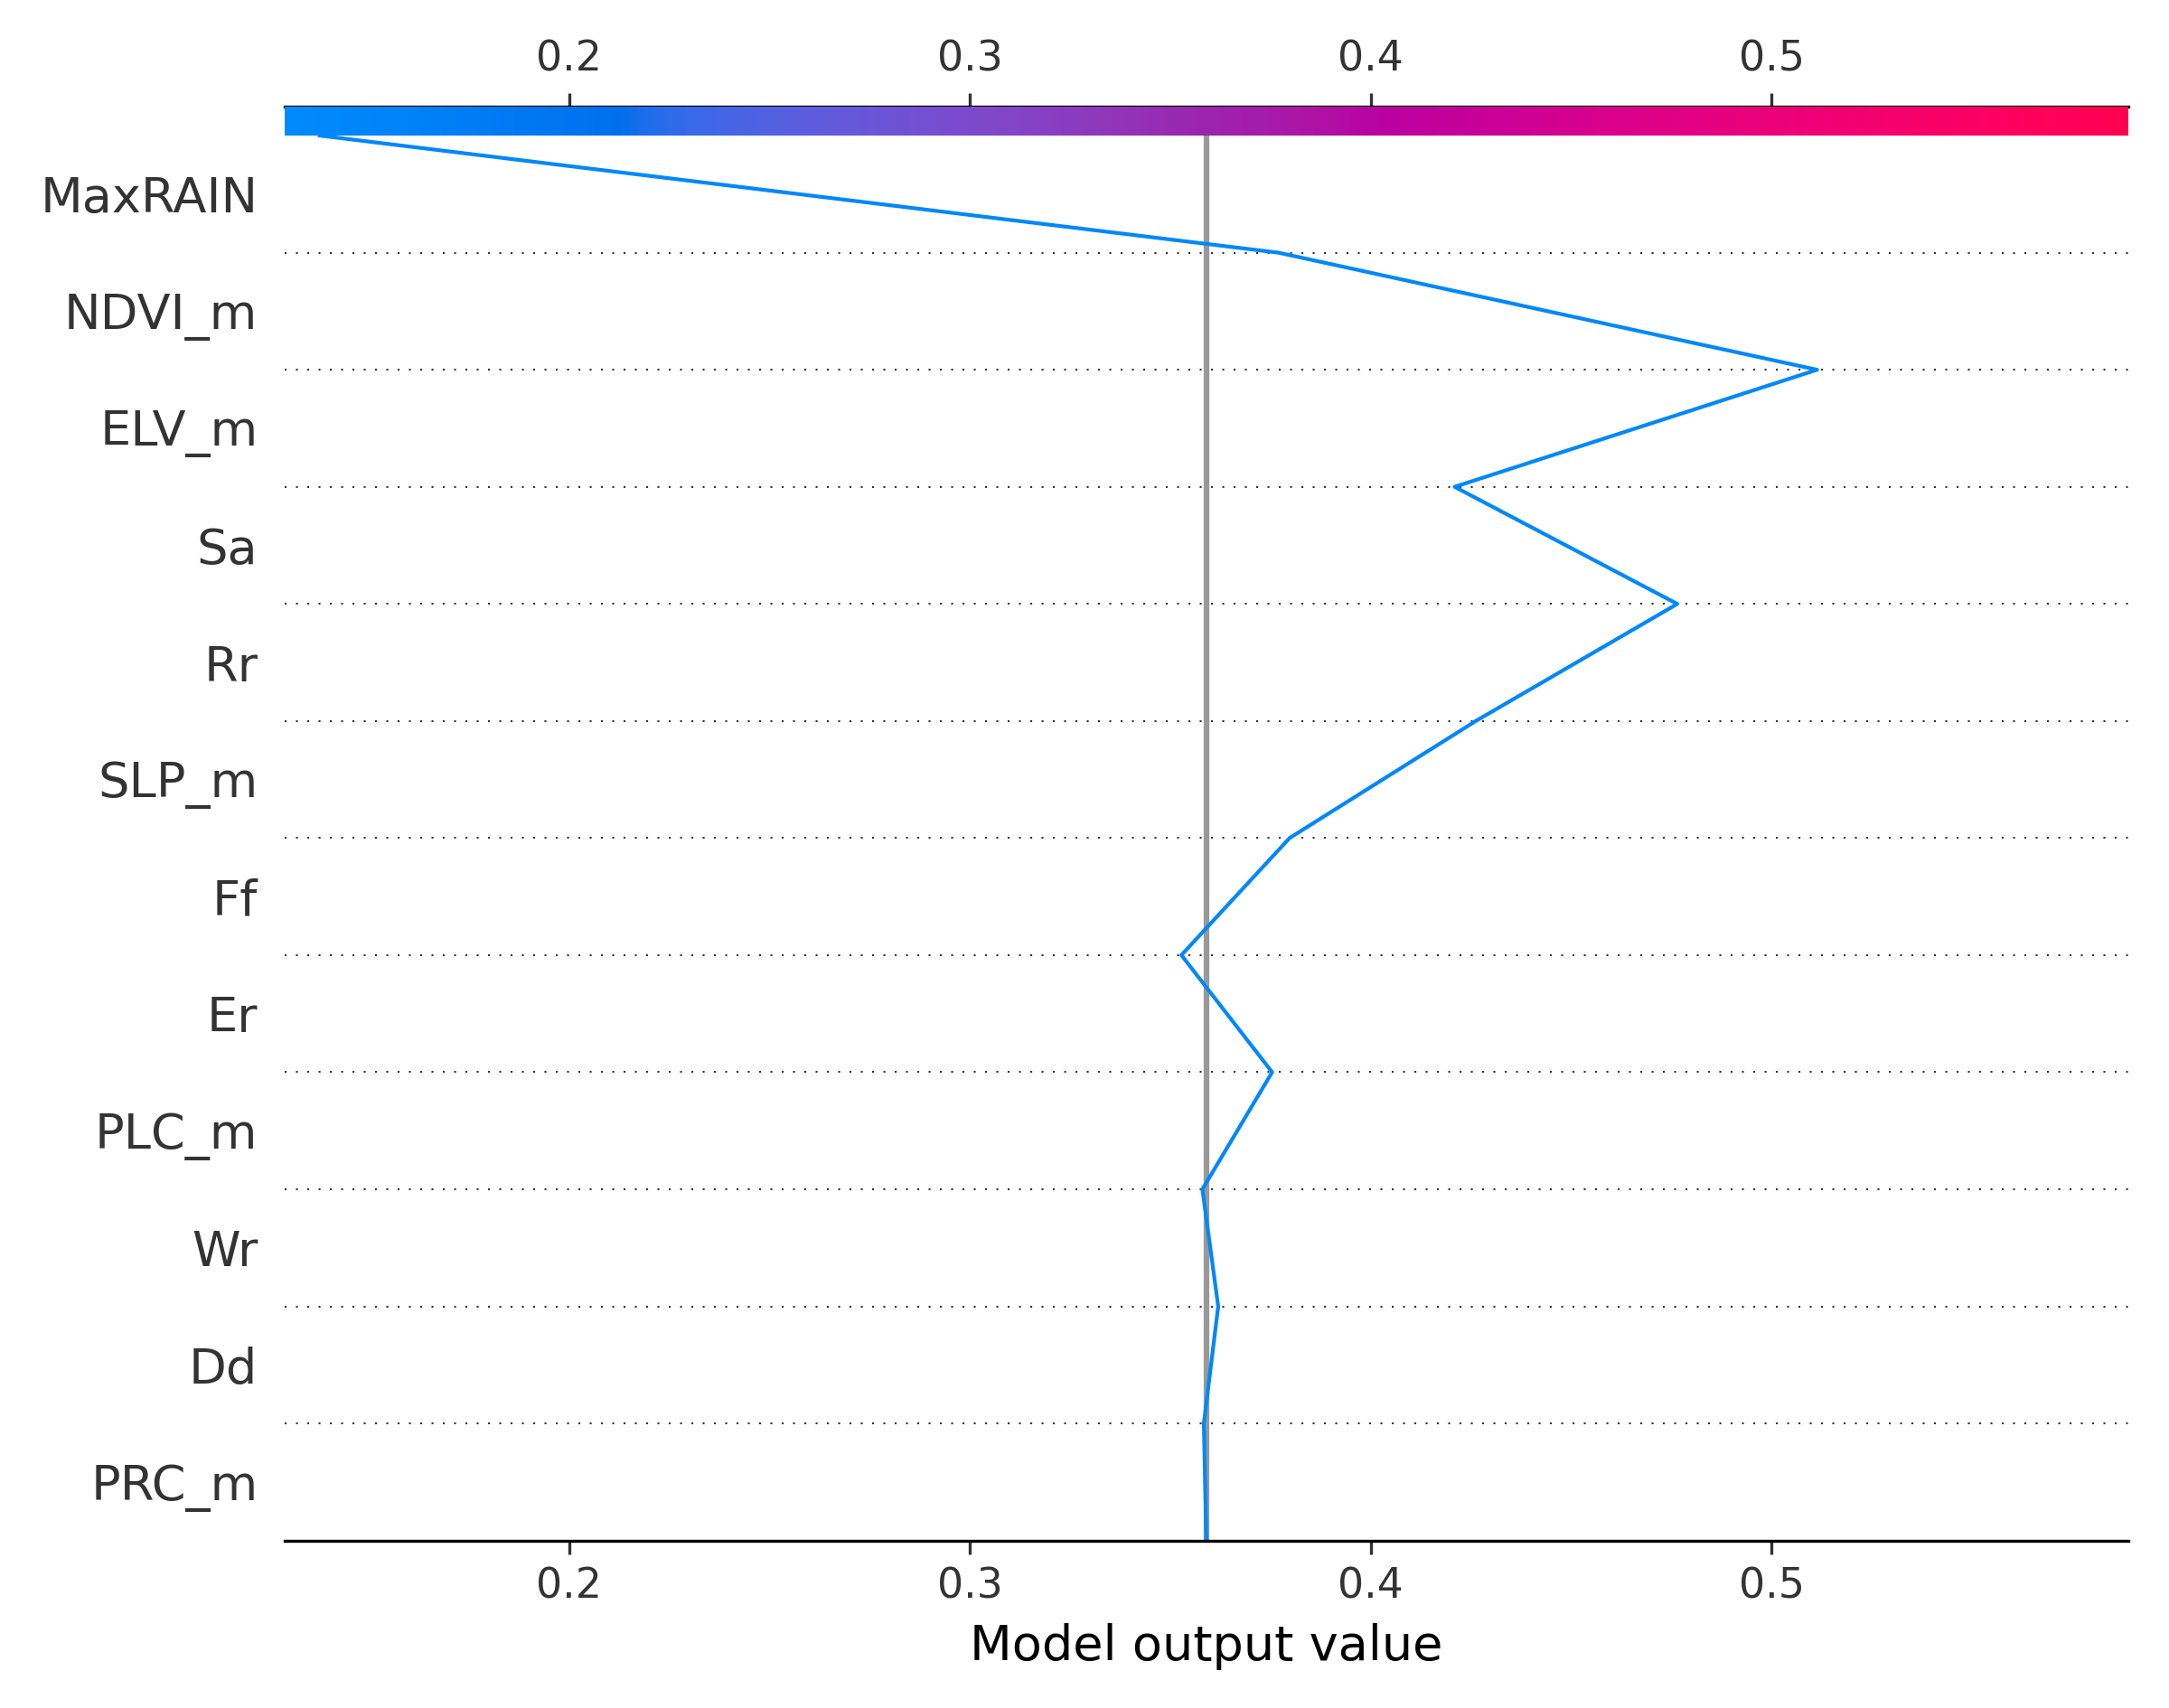 0.2 0.3 0.4 0.5
MaxRAIN
NDVI_m
ELV_m
Sa
Rr
SLP_m
Ff
Er
PLC_m
Wr
Dd
PRC_m
0.2 0.3 0.4 0.5
Model output value